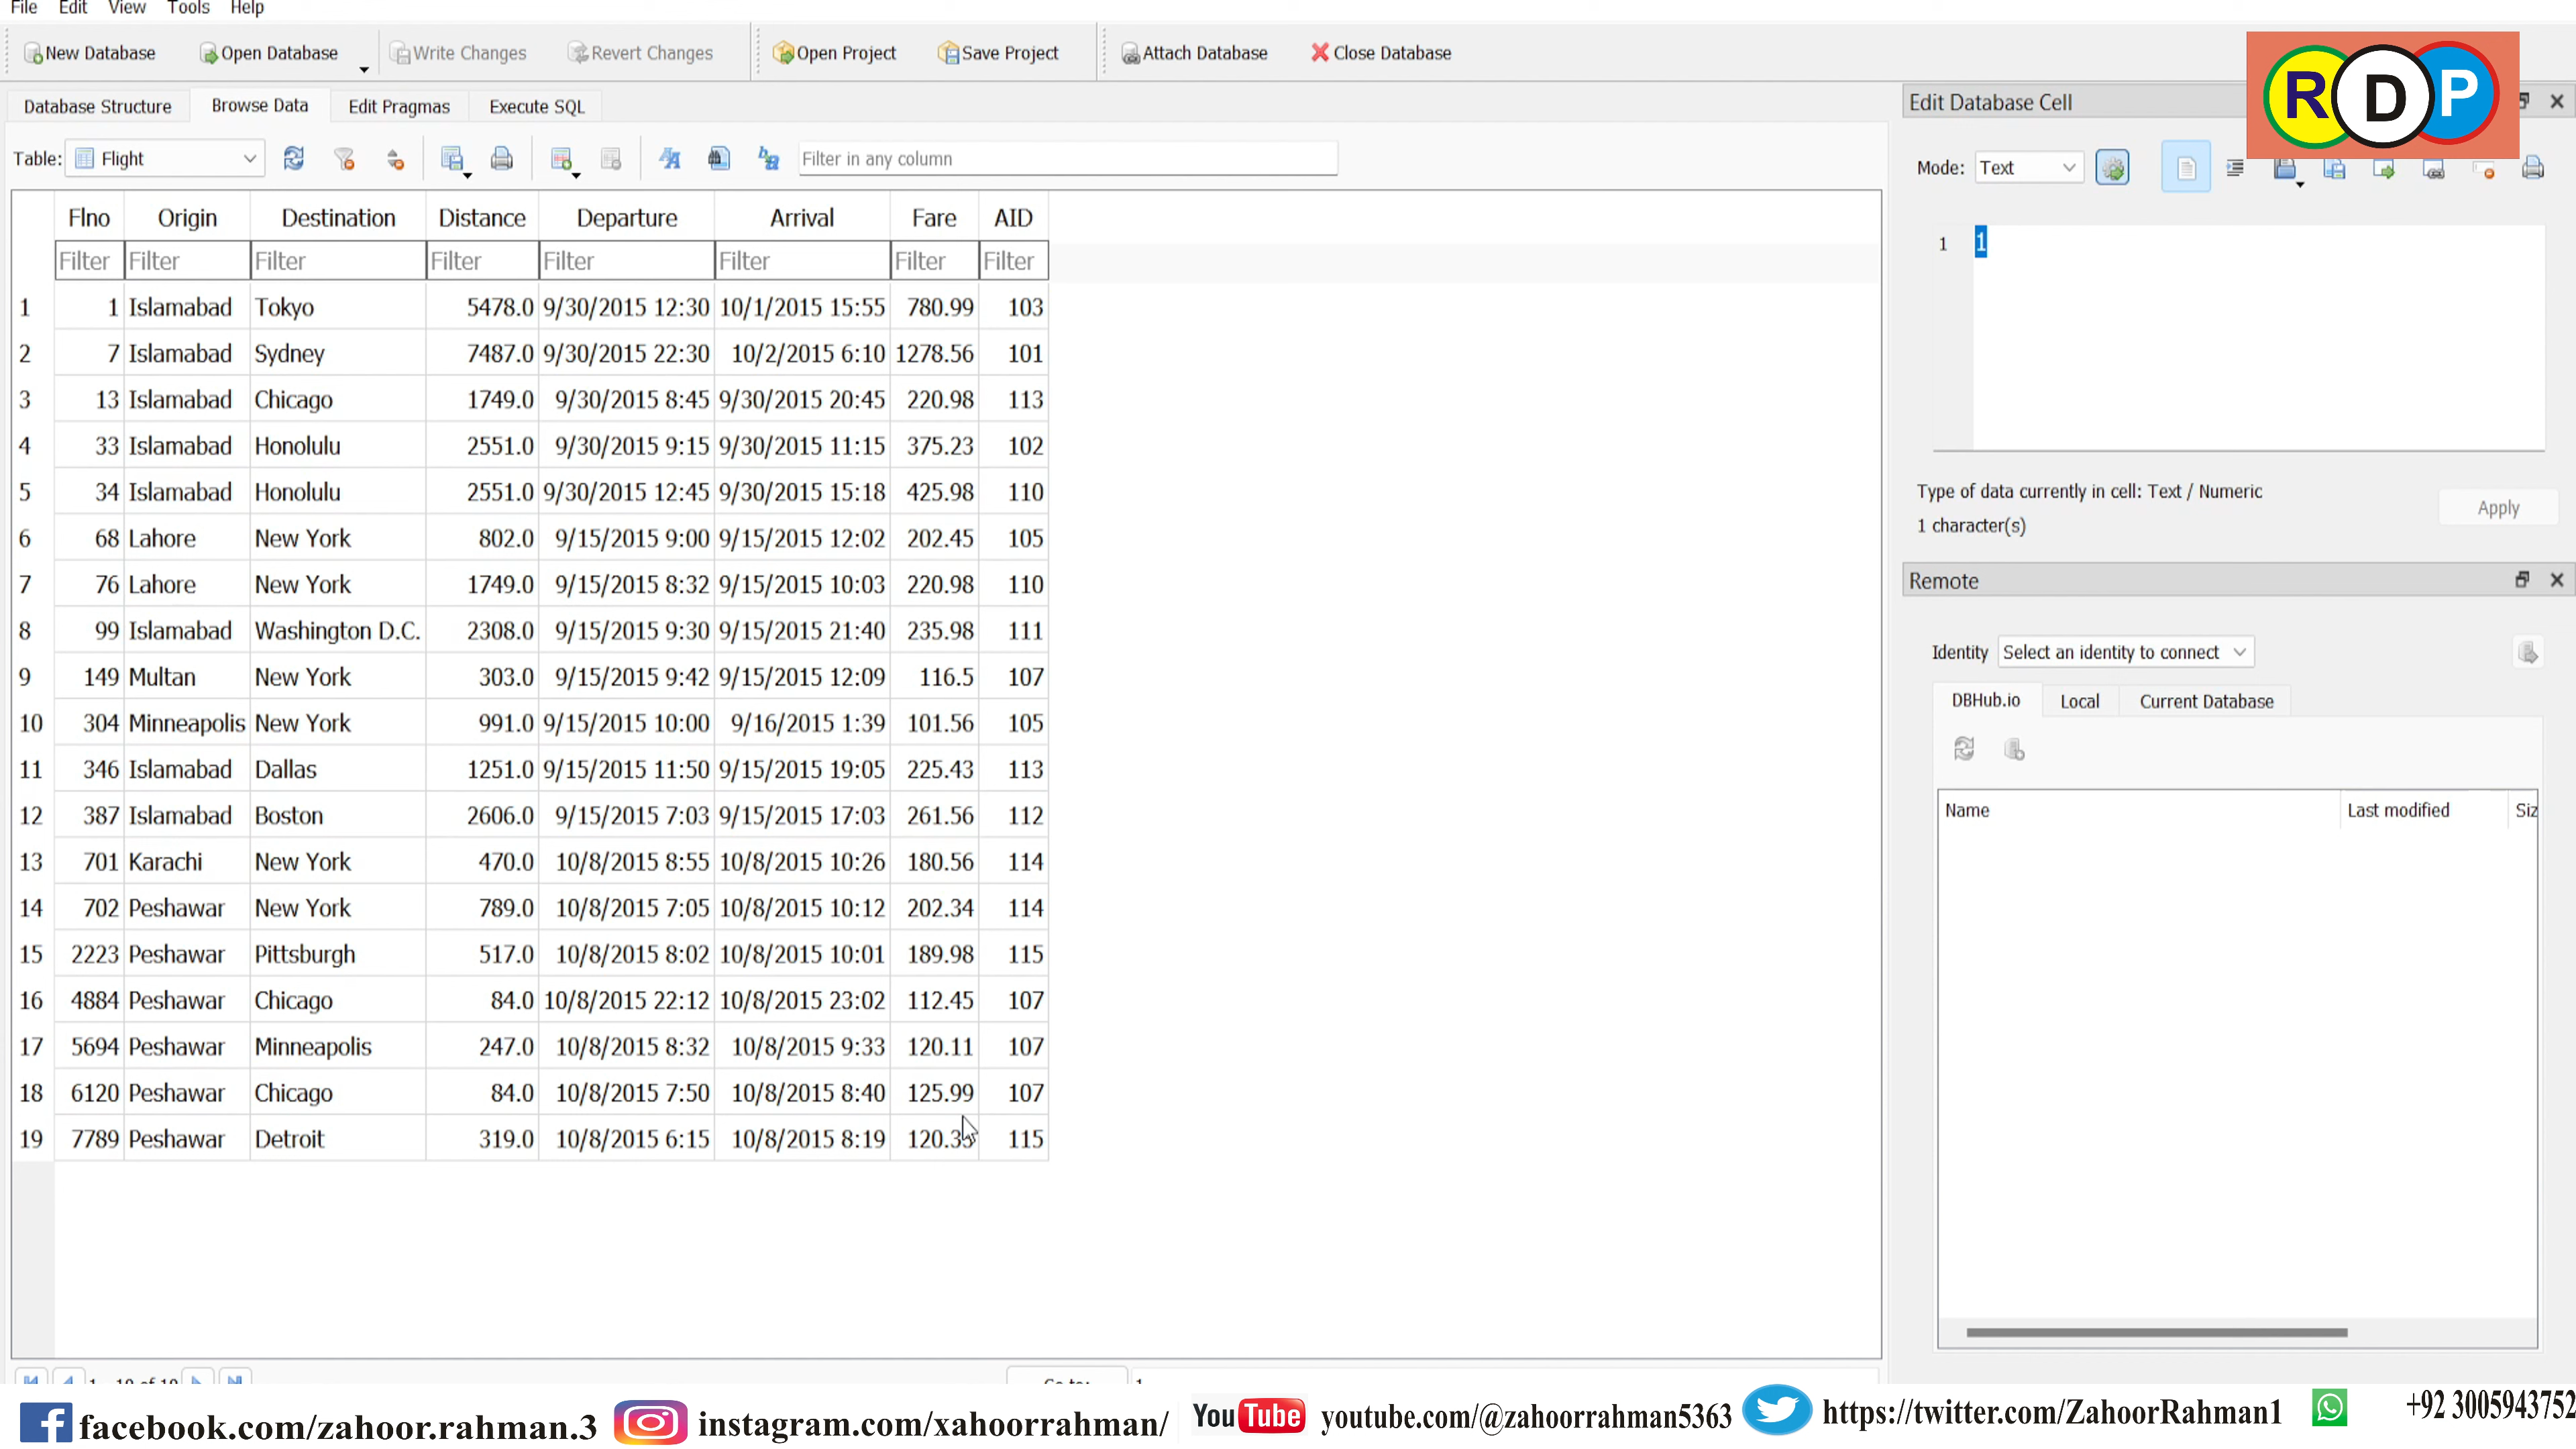 File Edit View Tools Help
New Database Open Database Write Changes Revert Changes Open Project Save Project Attach Database Close Database
RDP
Database Structure Browse Data Edit Pragmas Execute SQL
Edit Database Cell
Table: Flight Filter in any column
Mode: Text
Flno Origin Destination Distance Departure Arrival Fare AID
Filter Filter Filter Filter Filter Filter Filter Filter
1 1
1 1 Islamabad Tokyo 5478.0 9/30/2015 12:30 10/1/2015 15:55 780.99 103
2 7 Islamabad Sydney 7487.0 9/30/2015 22:30 10/2/2015 6:10 1278.56 101
3 13 Islamabad Chicago 1749.0 9/30/2015 8:45 9/30/2015 20:45 220.98 113
4 33 Islamabad Honolulu 2551.0 9/30/2015 9:15 9/30/2015 11:15 375.23 102
5 34 Islamabad Honolulu 2551.0 9/30/2015 12:45 9/30/2015 15:18 425.98 110
6 68 Lahore New York 802.0 9/15/2015 9:00 9/15/2015 12:02 202.45 105
7 76 Lahore New York 1749.0 9/15/2015 8:32 9/15/2015 10:03 220.98 110
8 99 Islamabad Washington D.C. 2308.0 9/15/2015 9:30 9/15/2015 21:40 235.98 111
9 149 Multan New York 303.0 9/15/2015 9:42 9/15/2015 12:09 116.5 107
10 304 Minneapolis New York 991.0 9/15/2015 10:00 9/16/2015 1:39 101.56 105
11 346 Islamabad Dallas 1251.0 9/15/2015 11:50 9/15/2015 19:05 225.43 113
12 387 Islamabad Boston 2606.0 9/15/2015 7:03 9/15/2015 17:03 261.56 112
13 701 Karachi New York 470.0 10/8/2015 8:55 10/8/2015 10:26 180.56 114
14 702 Peshawar New York 789.0 10/8/2015 7:05 10/8/2015 10:12 202.34 114
15 2223 Peshawar Pittsburgh 517.0 10/8/2015 8:02 10/8/2015 10:01 189.98 115
16 4884 Peshawar Chicago 84.0 10/8/2015 22:12 10/8/2015 23:02 112.45 107
17 5694 Peshawar Minneapolis 247.0 10/8/2015 8:32 10/8/2015 9:33 120.11 107
18 6120 Peshawar Chicago 84.0 10/8/2015 7:50 10/8/2015 8:40 125.99 107
19 7789 Peshawar Detroit 319.0 10/8/2015 6:15 10/8/2015 8:19 115
Type of data currently in cell: Text / Numeric
Apply
1 character(s)
Remote
Identity Select an identity to connect
DBHub.io Local Current Database
Name Last modified Siz
facebook.com/zahoor.rahman.3 instagram.com/xahoorrahman/ YouTube youtube.com/@zahoorrahman5363 https://twitter.com/ZahoorRahman1 +92 3005943752